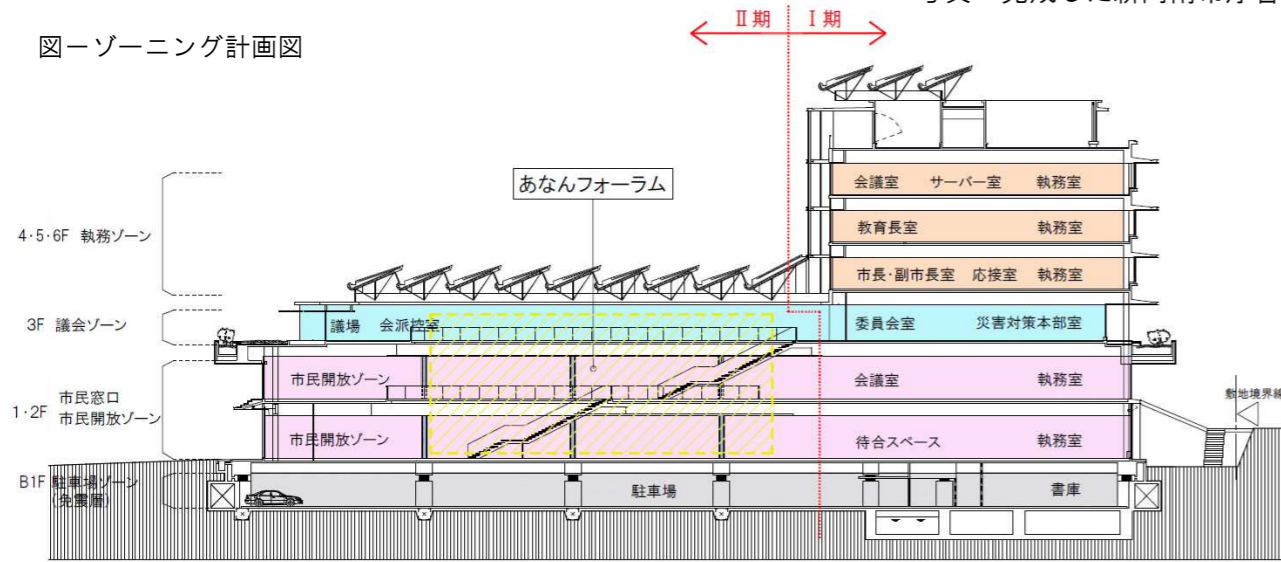 図ーゾーニング計画図
Ⅱ期 Ⅰ期
あなんフォーラム
4・5・6F 執務ゾーン
会議室 サーバー室 執務室
教育長室 執務室
市長・副市長室 応接室 執務室
3F 議会ゾーン
議場 会派控室
委員会室 災害対策本部室
1・2F 市民窓口
市民開放ゾーン
市民開放ゾーン
会議室 執務室
市民開放ゾーン
待合スペース 執務室
敷地境界線
B1F 駐車場ゾーン
(免震層)
駐車場
書庫